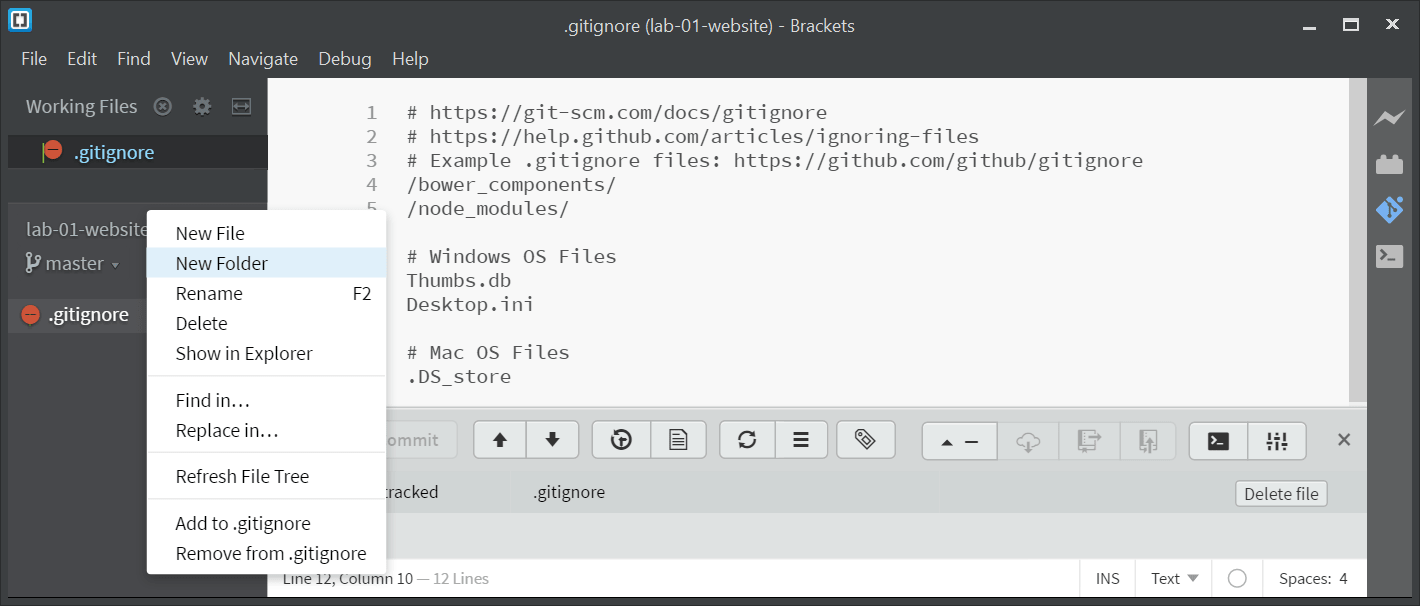 .gitignore (lab-01-website) - Brackets
File Edit Find View Navigate Debug Help
Working Files
.gitignore
lab-01-website
master
.gitignore
New File
New Folder
Rename F2
Delete
Show in Explorer
Find in…
Replace in…
Refresh File Tree
Add to .gitignore
Remove from .gitignore
1 # https://git-scm.com/docs/gitignore
2 # https://help.github.com/articles/ignoring-files
3 # Example .gitignore files: https://github.com/github/gitignore
4 /bower_components/
5 /node_modules/
# Windows OS Files
Thumbs.db
Desktop.ini
# Mac OS Files
.DS_store
ommit
tracked .gitignore Delete file
Line 12, Column 10 — 12 Lines INS Text Spaces: 4